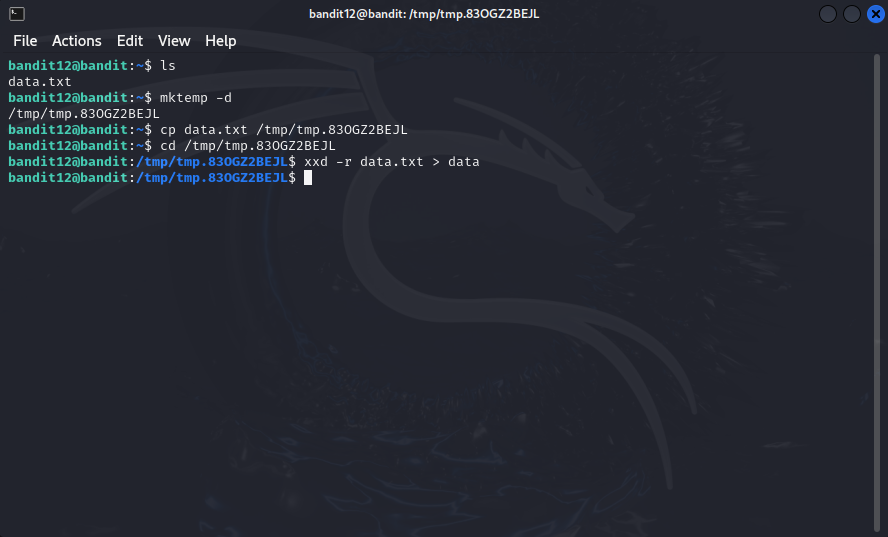 bandit12@bandit: /tmp/tmp.83OGZ2BEJL
File Actions Edit View Help
bandit12@bandit:~$ ls
data.txt
bandit12@bandit:~$ mktemp -d
/tmp/tmp.83OGZ2BEJL
bandit12@bandit:~$ cp data.txt /tmp/tmp.83OGZ2BEJL
bandit12@bandit:~$ cd /tmp/tmp.83OGZ2BEJL
bandit12@bandit:/tmp/tmp.83OGZ2BEJL$ xxd -r data.txt > data
bandit12@bandit:/tmp/tmp.83OGZ2BEJL$